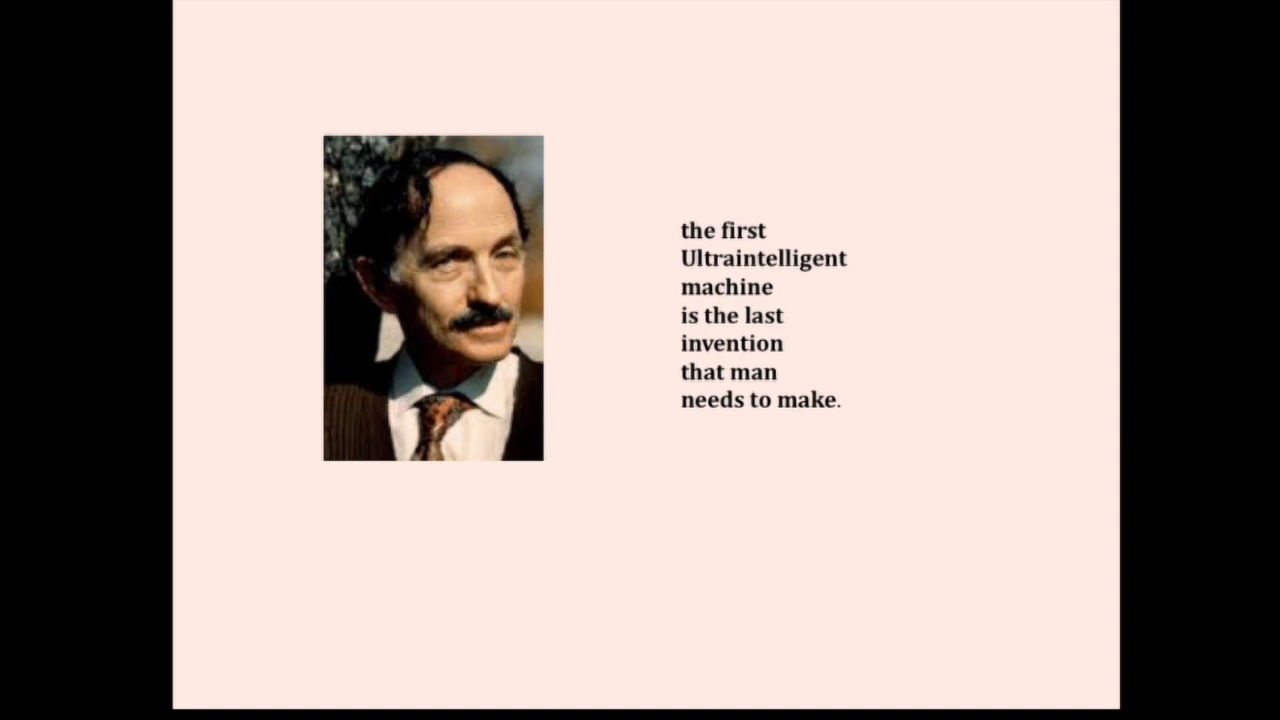 the first
Ultraintelligent
machine
is the last
invention
that man
needs to make.